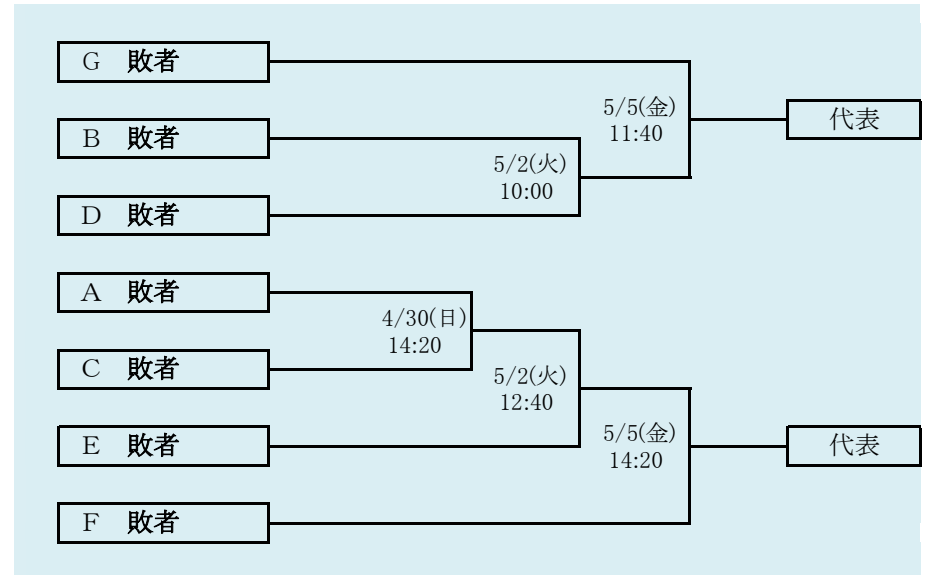 G 敗者
5/5(金)
11:40
代表
B 敗者
5/2(火)
10:00
D 敗者
A 敗者
4/30(日)
14:20
C 敗者
5/2(火)
12:40
E 敗者
5/5(金)
14:20
代表
F 敗者